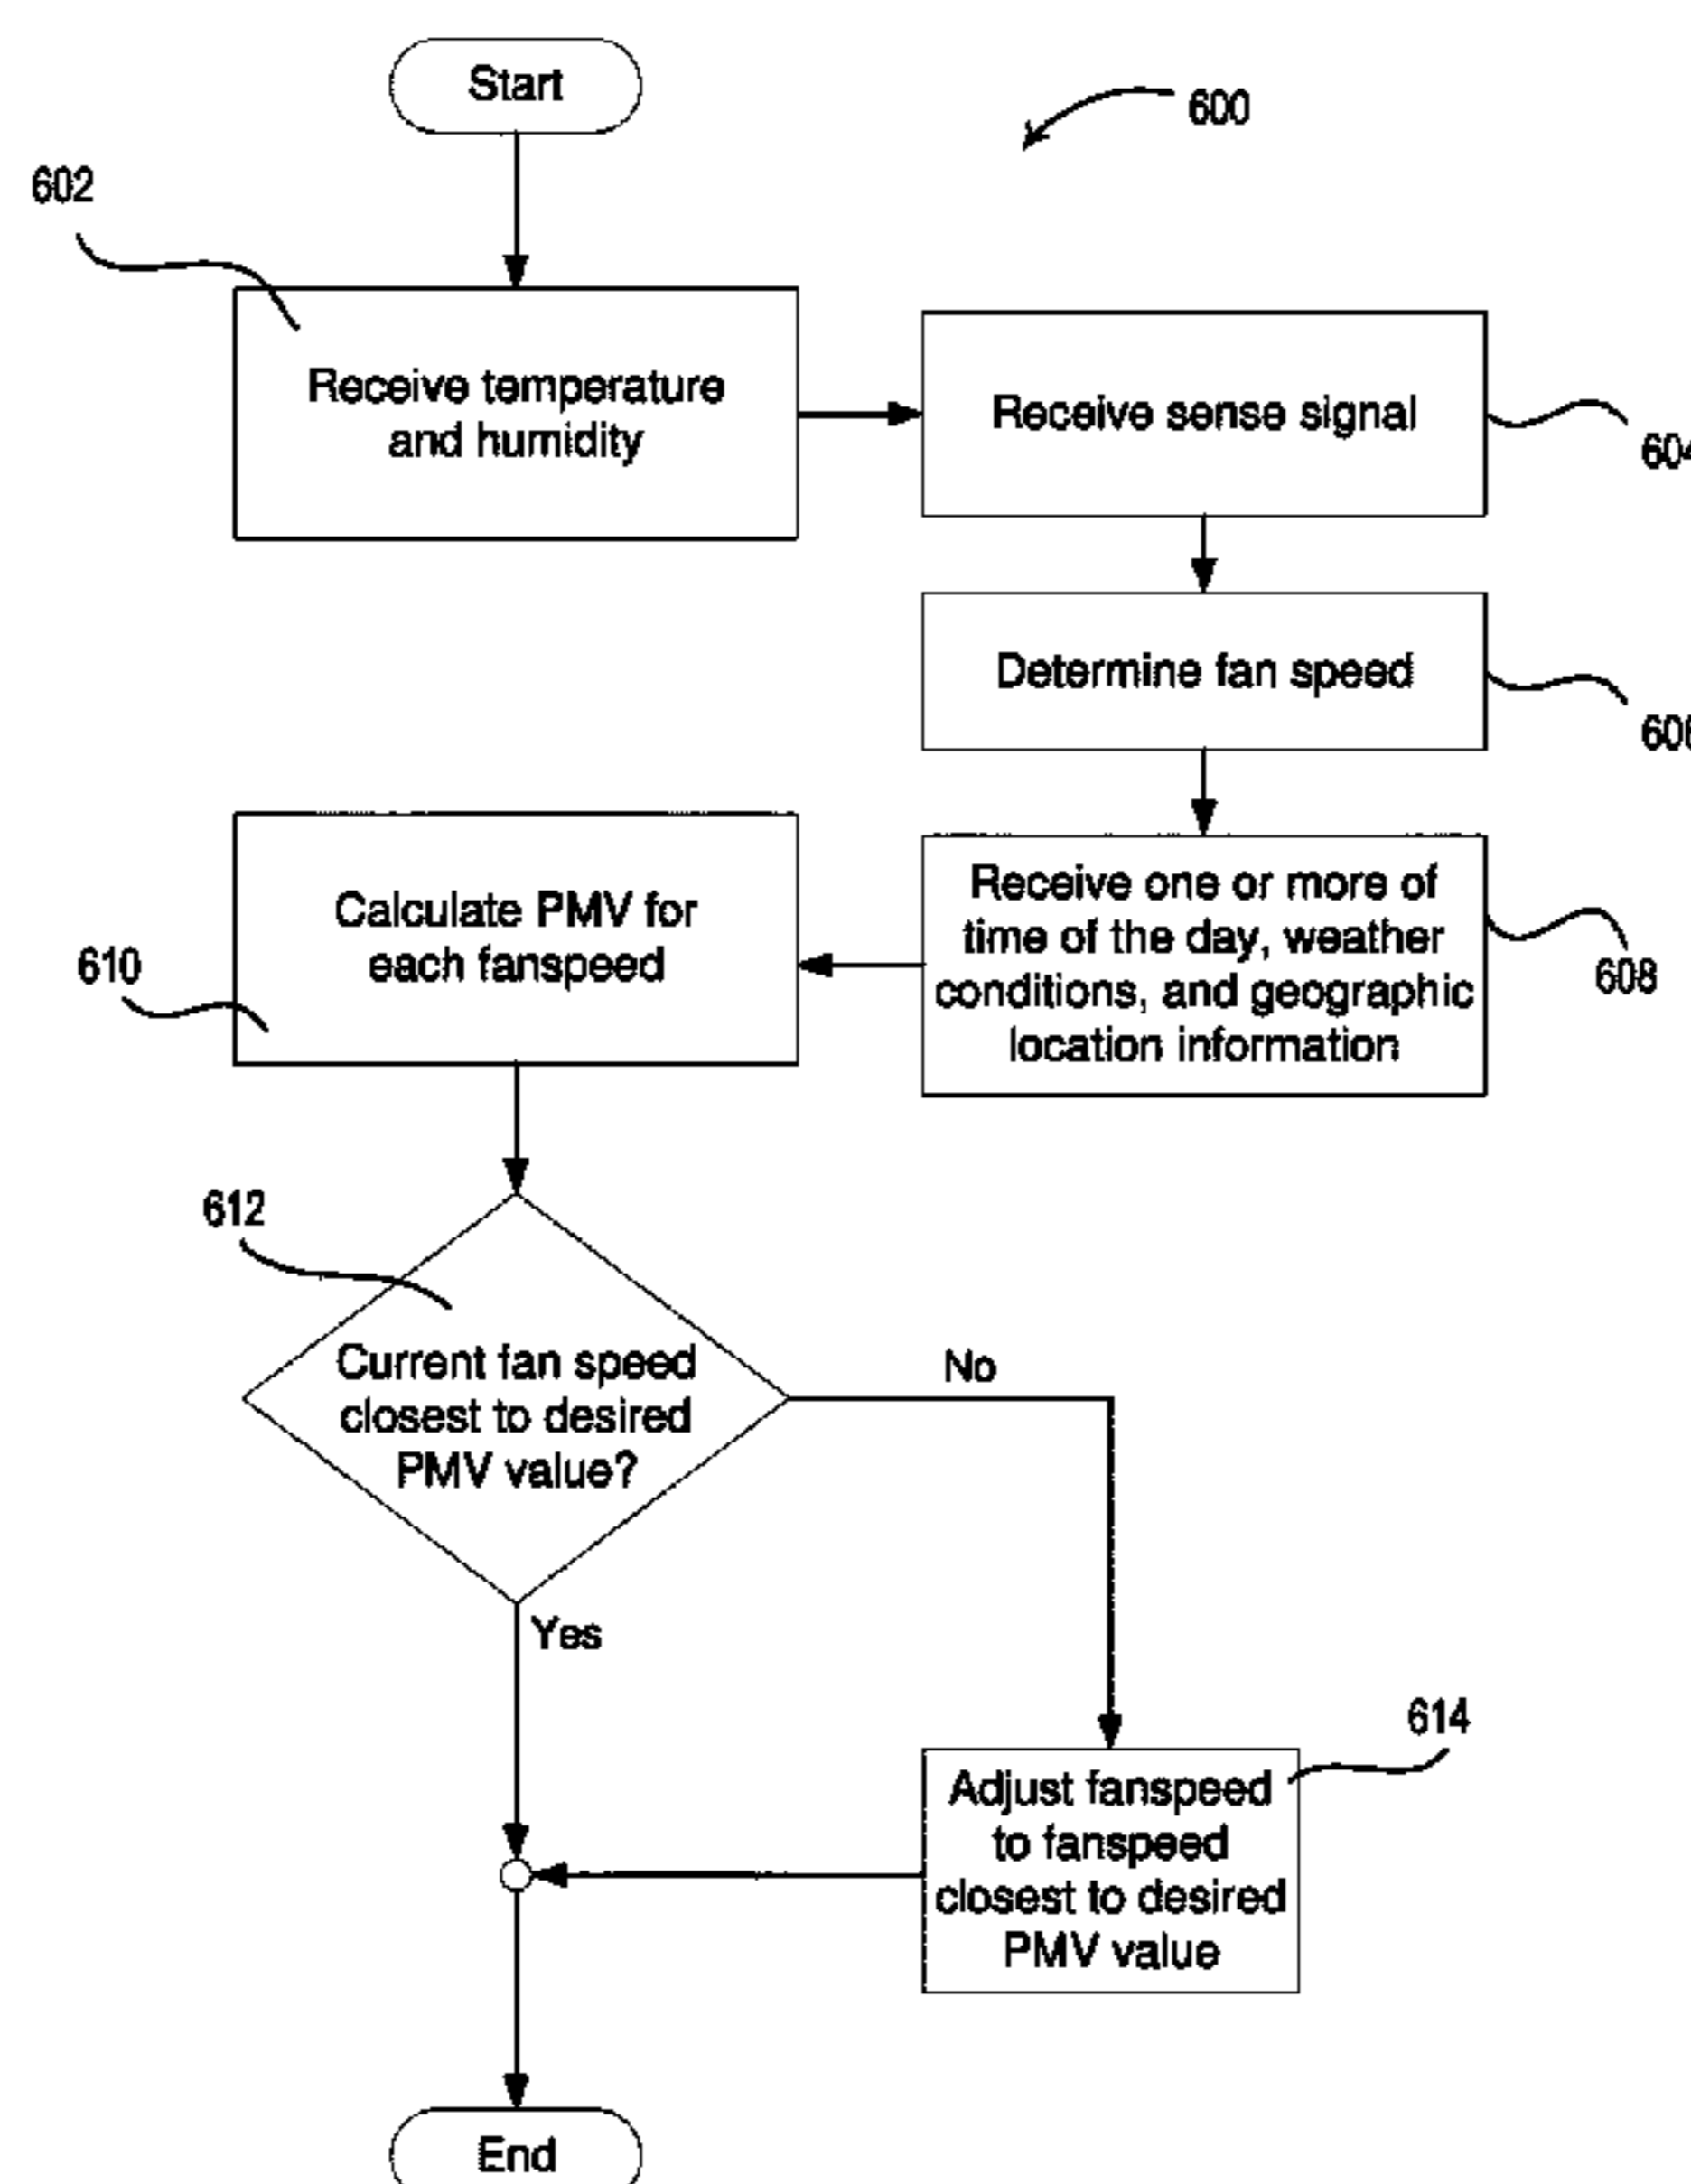 Start
600
602
Receive temperature
and humidity
Receive sense signal
604
Determine fan speed
606
Receive one or more of
time of the day, weather
conditions, and geographic
location information
608
Calculate PMV for
each fanspeed
610
612
Current fan speed
closest to desired
PMV value?
No
Yes
614
Adjust fanspeed
to fanspeed
closest to desired
PMV value
End